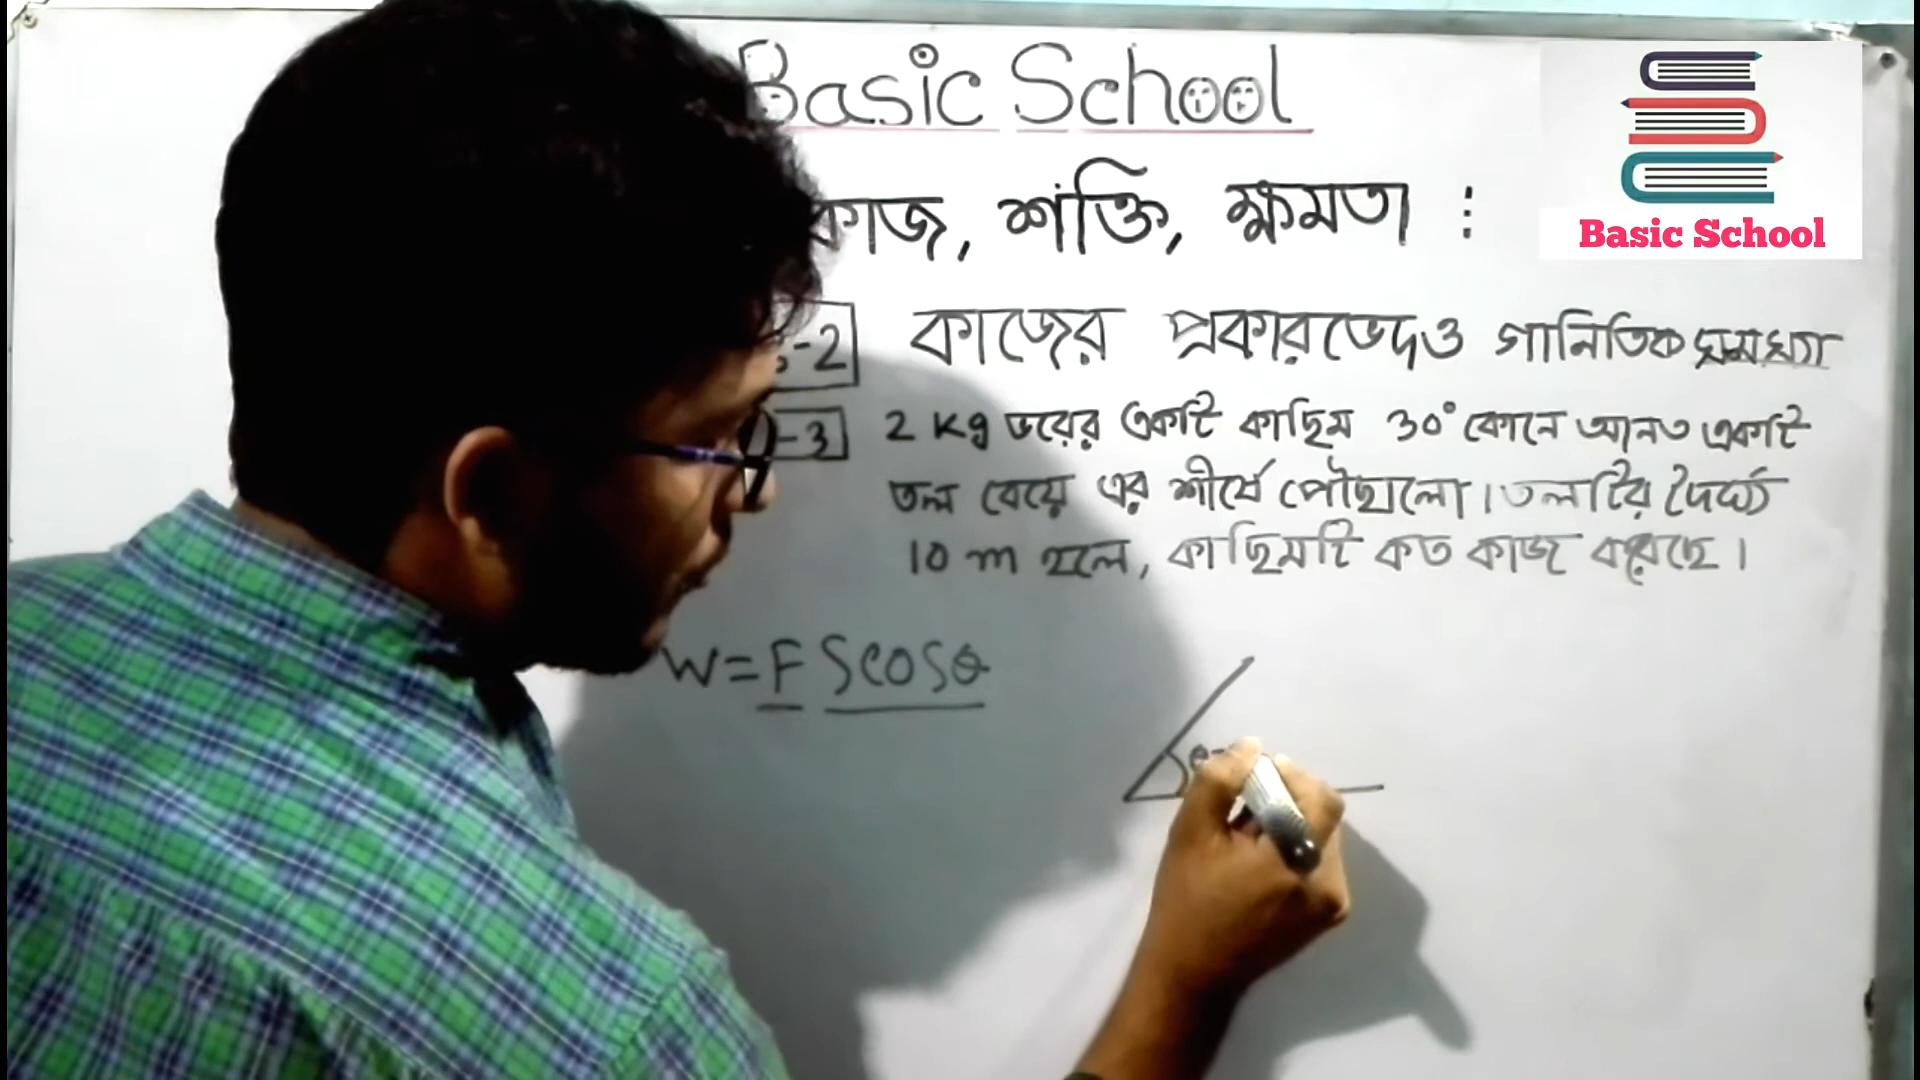 Basic School
কাজ, শক্তি, ক্ষমতা :
-2 কাজের প্রকারভেদও গানিতিক সমস্যা
-3 2 Kg ভরের একটি কাছিম 30° কোনে আনত একটি
তল বেয়ে এর শীর্ষে পৌছালো। তলটির দৈর্ঘ্য
10 m হলে, কাছিমটি কত কাজ করেছে।
W=F Scosθ
θ
Basic School